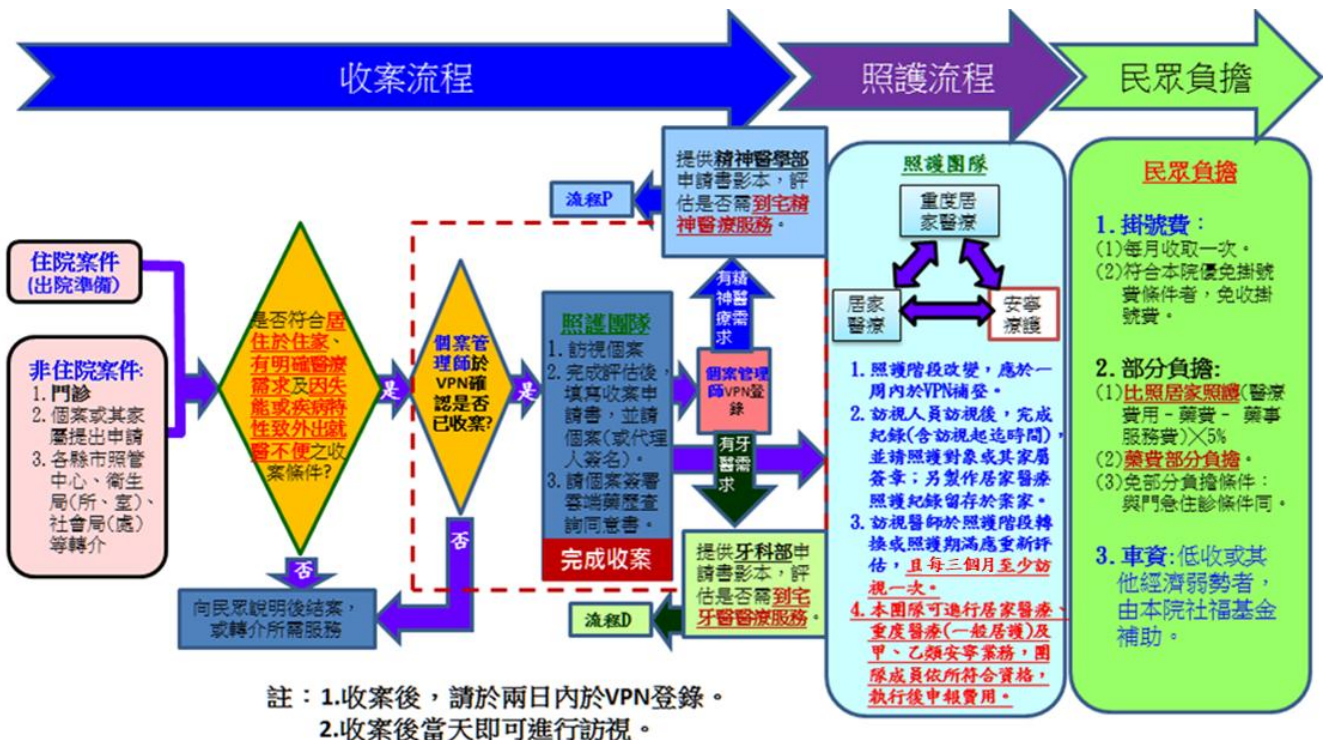 收案流程
照護流程
民眾負擔
住院案件
(出院準備)
非住院案件:
1. 門診
2. 個案或其家
屬提出申請
3. 各縣市照管
中心、衛生
局(所、室)、
社會局(處)
等轉介
是否符合居
住於住家、
有明確醫療
需求及因失
能或疾病特
性致外出就
醫不便之收
案條件?
是
否
向民眾說明後結案,
或轉介所需服務
個案管
理師於
VPN確
認是否
已收案?
是
否
照護團隊
1. 訪視個案
2. 完成評估後,
填寫收案申
請書,並請
個案(或代理
人簽名)。
3. 請個案簽署
雲端藥歷查
詢同意書。
完成收案
個案管理
師VPN登
錄
有精
神醫
療需
求
提供精神醫學部
申請書影本,評
估是否需到宅精
神醫療服務。
流程P
有牙
醫需
求
提供牙科部申
請書影本,評
估是否需到宅
牙醫醫療服務。
流程D
照護團隊
重度居
家醫療
居家
醫療
安寧
療護
1. 照護階段改變,應於一
周內於VPN補登。
2. 訪視人員訪視後,完成
紀錄(含訪視起迄時間),
並請照護對象或其家屬
簽章;另製作居家醫療
照護紀錄留存於案家。
3. 訪視醫師於照護階段轉
換或照護期滿應重新評
估,且每三個月至少訪
視一次。
4. 本團隊可進行居家醫療、
重度醫療(一般居護)及
甲、乙類安寧業務,團
隊成員依所符合資格,
執行後申報費用。
民眾負擔
1. 掛號費:
(1)每月收取一次。
(2)符合本院優免掛號
費條件者,免收掛
號費。
2. 部分負擔:
(1)比照居家照護(醫療
費用-藥費- 藥事
服務費)×5%
(2)藥費部分負擔。
(3)免部分負擔條件:
與門急住診條件同。
3. 車資:低收或其
他經濟弱勢者,
由本院社福基金
補助。
註:1.收案後,請於兩日內於VPN登錄。
2.收案後當天即可進行訪視。